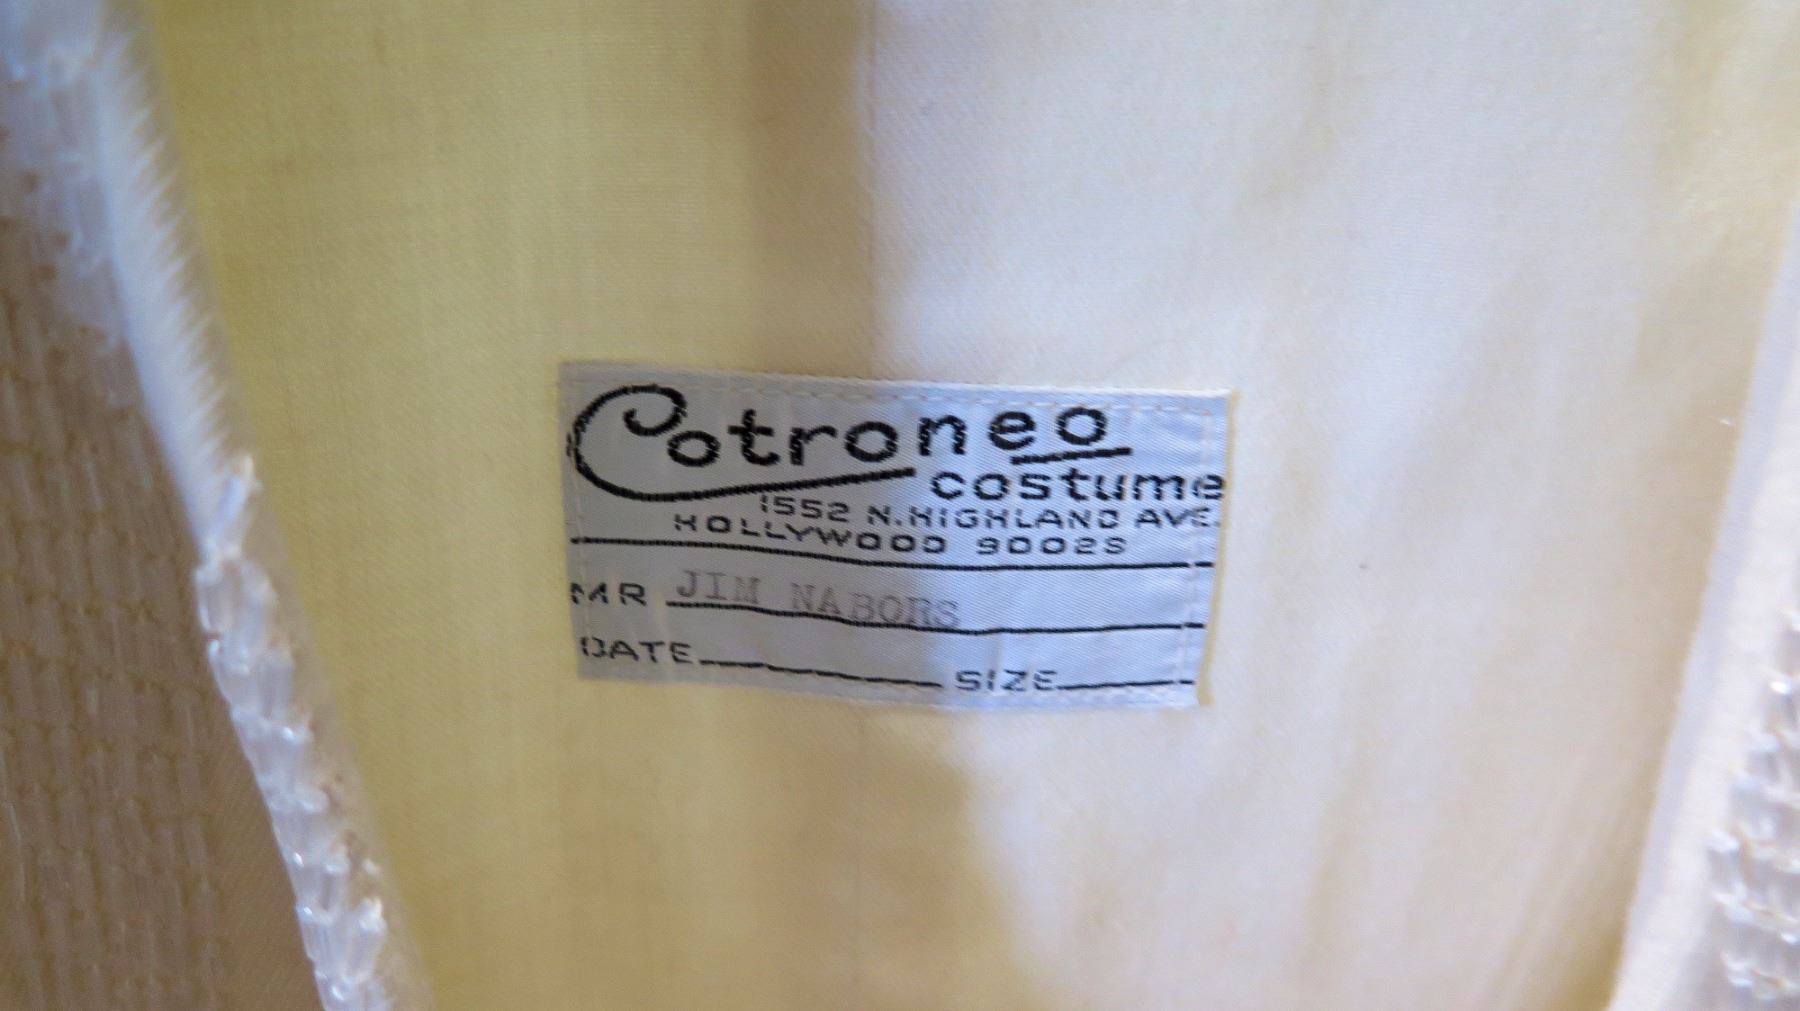 Cotroneo
costume
1552 N. HIGHLAND AVE.
HOLLYWOOD 90028
MR JIM NABORS
DATE SIZE